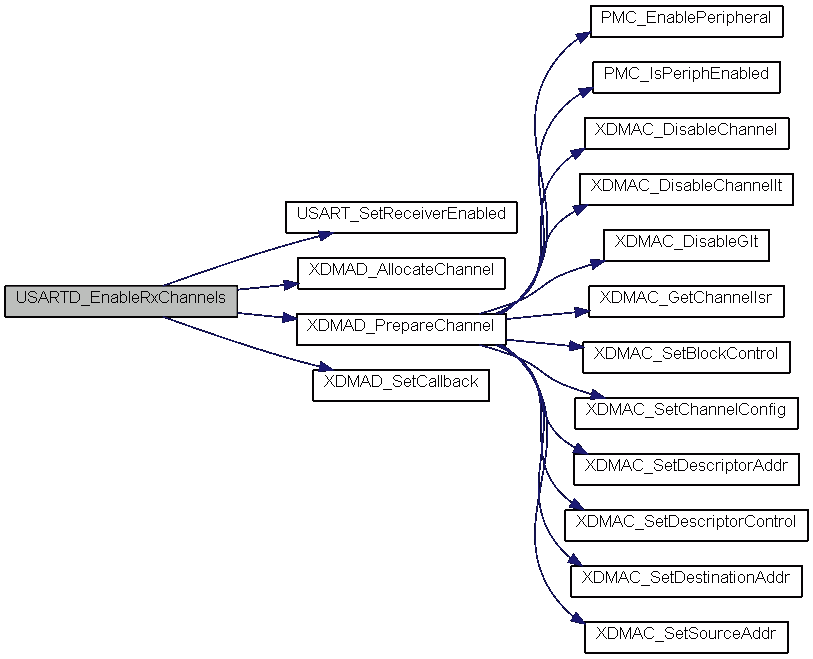 PMC_EnablePeripheral
PMC_IsPeriphEnabled
XDMAC_DisableChannel
XDMAC_DisableChannelIt
USART_SetReceiverEnabled
XDMAC_DisableGIt
XDMAD_AllocateChannel
USARTD_EnableRxChannels
XDMAC_GetChannelIsr
XDMAD_PrepareChannel
XDMAC_SetBlockControl
XDMAD_SetCallback
XDMAC_SetChannelConfig
XDMAC_SetDescriptorAddr
XDMAC_SetDescriptorControl
XDMAC_SetDestinationAddr
XDMAC_SetSourceAddr